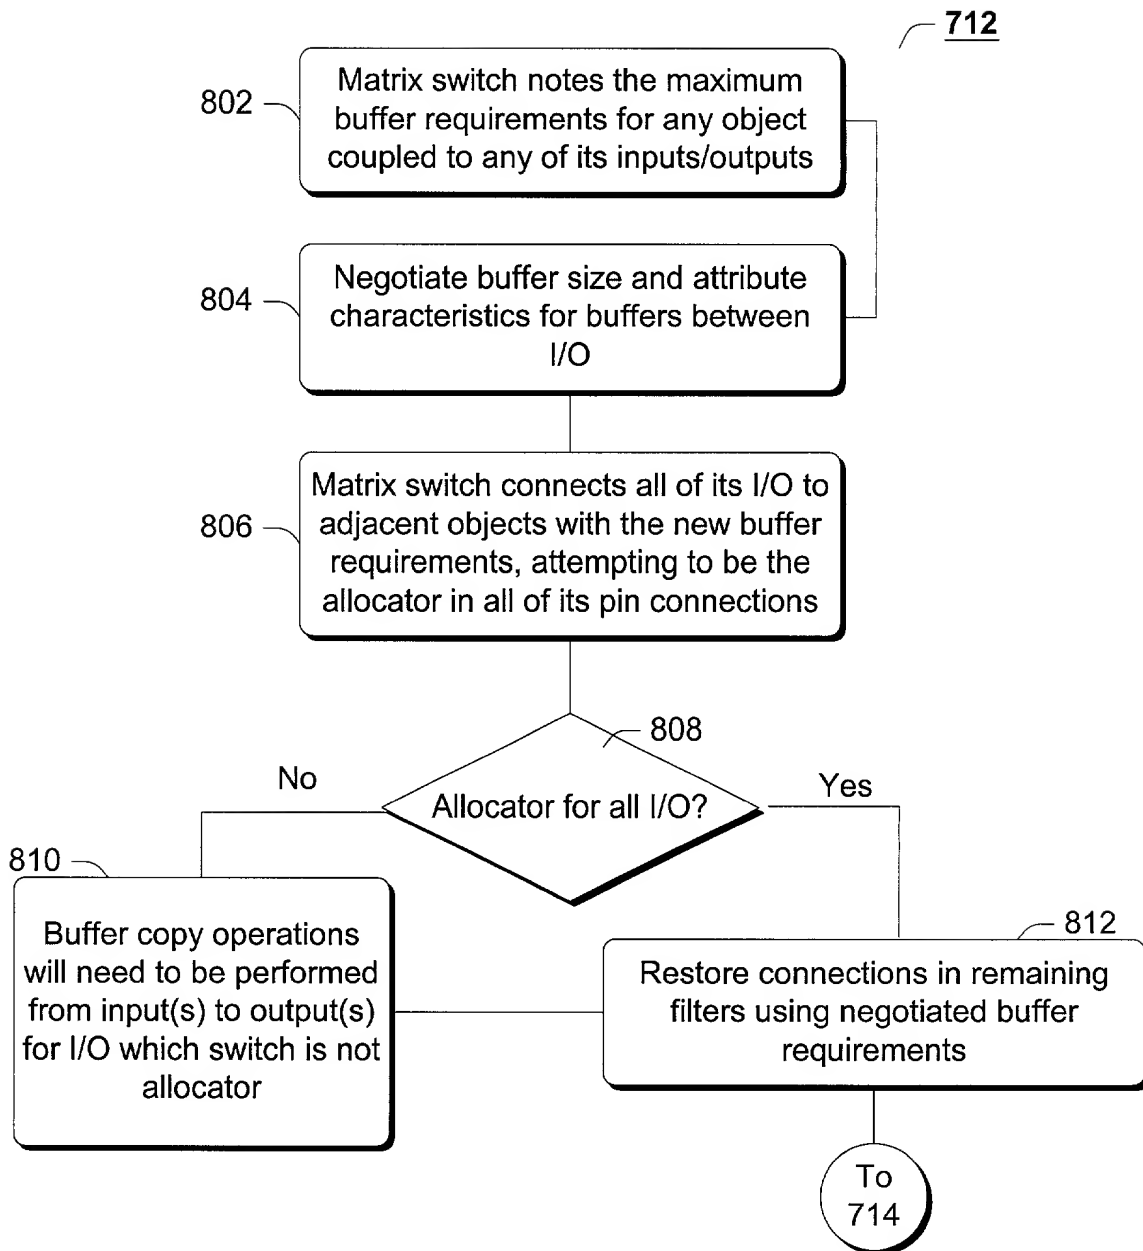 712
802
Matrix switch notes the maximum
buffer requirements for any object
coupled to any of its inputs/outputs
804
Negotiate buffer size and attribute
characteristics for buffers between
I/O
806
Matrix switch connects all of its I/O to
adjacent objects with the new buffer
requirements, attempting to be the
allocator in all of its pin connections
808
No
Allocator for all I/O?
Yes
810
Buffer copy operations
will need to be performed
from input(s) to output(s)
for I/O which switch is not
allocator
812
Restore connections in remaining
filters using negotiated buffer
requirements
To
714